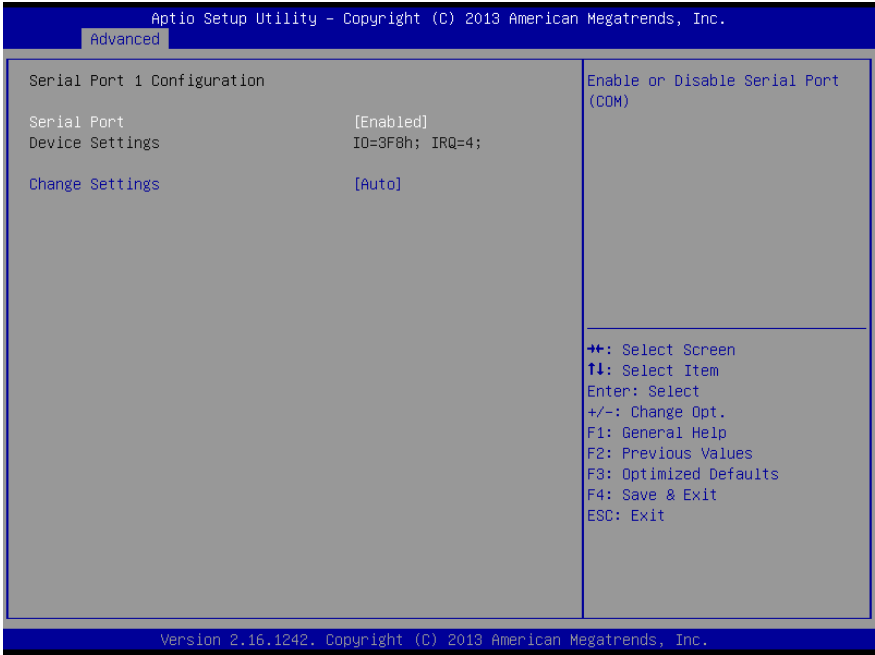 Aptio Setup Utility – Copyright (C) 2013 American Megatrends, Inc.
Advanced
Serial Port 1 Configuration
Serial Port [Enabled]
Device Settings IO=3F8h; IRQ=4;
Change Settings [Auto]
Enable or Disable Serial Port
(COM)
→←: Select Screen
↑↓: Select Item
Enter: Select
+/-: Change Opt.
F1: General Help
F2: Previous Values
F3: Optimized Defaults
F4: Save & Exit
ESC: Exit
Version 2.16.1242. Copyright (C) 2013 American Megatrends, Inc.